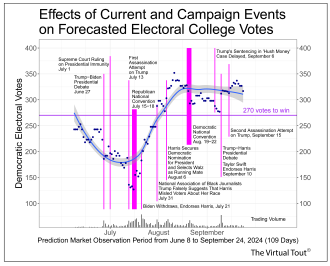 Effects of Current and Campaign Events
on Forecasted Electoral College Votes
Democratic Electoral Votes
400
350
300
250
200
150
100
Supreme Court Ruling
on Presidential Immunity
July 1
Trump-Biden
Presidential
Debate
June 27
First
Assassination
Attempt
on Trump
July 13
Republican
National
Convention
July 15-18
Trump's Sentencing in 'Hush Money'
Case Delayed, September 6
270 votes to win
Democratic
National
Convention
Aug. 19-22
Second Assassination Attempt
on Trump, September 15
Harris Secures
Democratic
Nomination
for President
and Selects Walz
as Running Mate
August 6
Trump-Harris
Presidential
Debate
Taylor Swift
Endorses Harris
September 10
National Association of Black Journalists
Trump Falsely Suggests That Harris
Misled Voters About Her Race
July 31
Biden Withdraws, Endorses Harris, July 21
Trading Volume
July
August
September
Prediction Market Observation Period from June 8 to September 24, 2024 (109 Days)
The Virtual Tout®